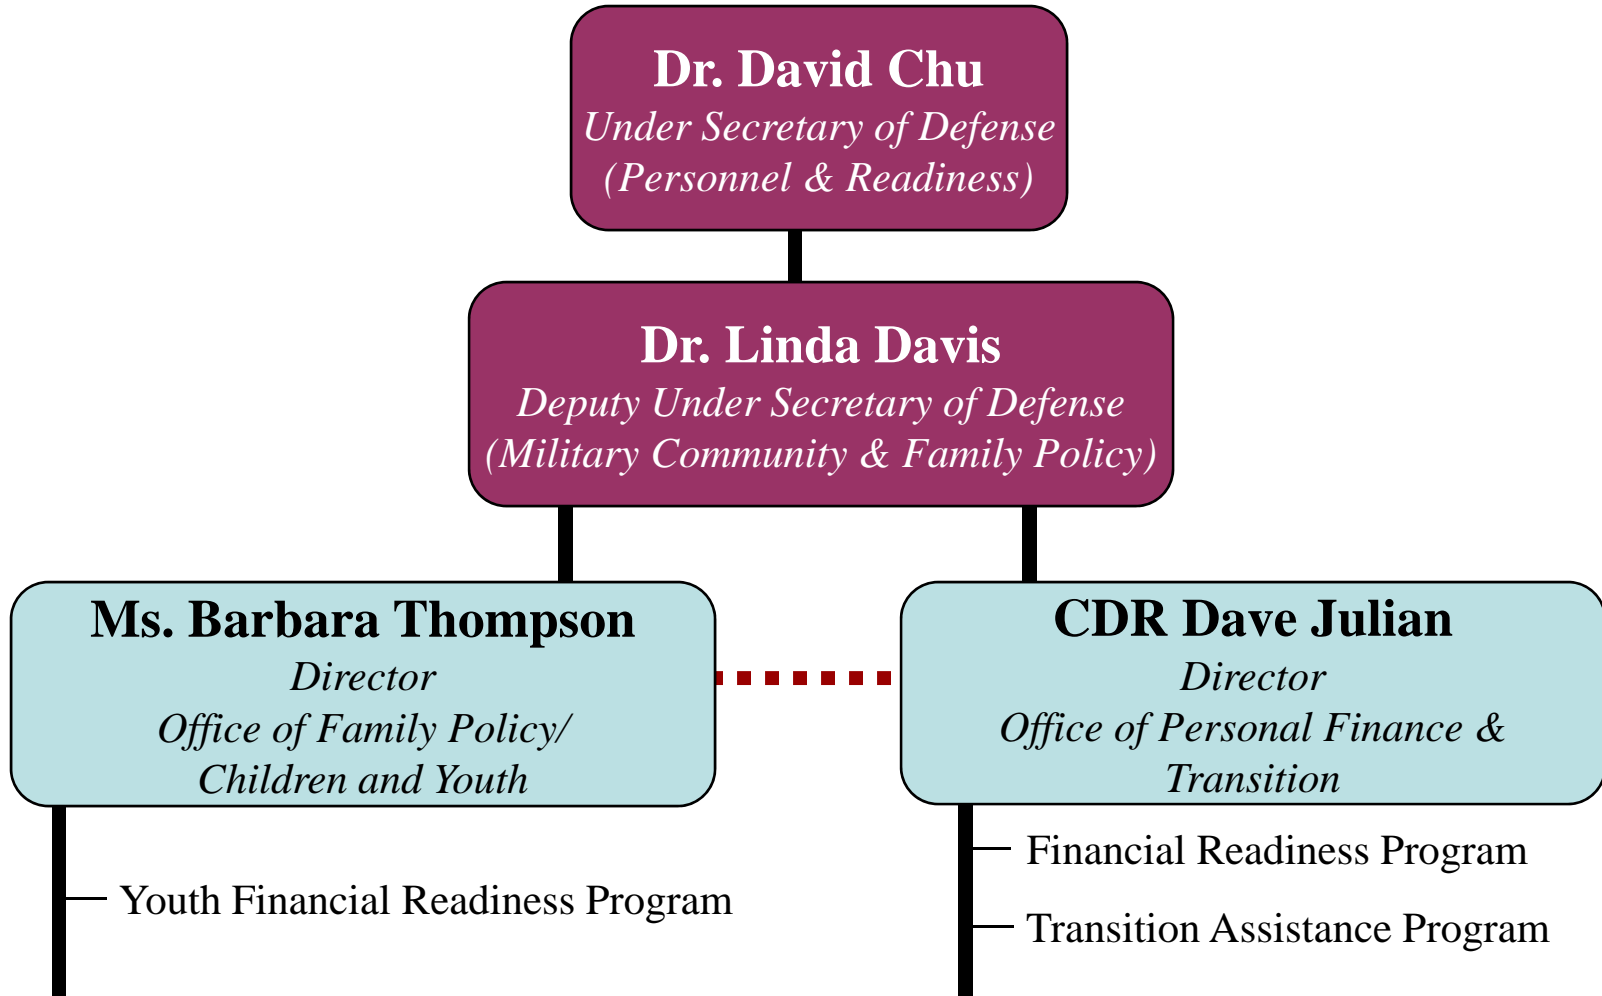 Dr. David Chu
Under Secretary of Defense
(Personnel & Readiness)
Dr. Linda Davis
Deputy Under Secretary of Defense
(Military Community & Family Policy)
Ms. Barbara Thompson
Director
Office of Family Policy/
Children and Youth
Youth Financial Readiness Program
CDR Dave Julian
Director
Office of Personal Finance &
Transition
Financial Readiness Program
Transition Assistance Program